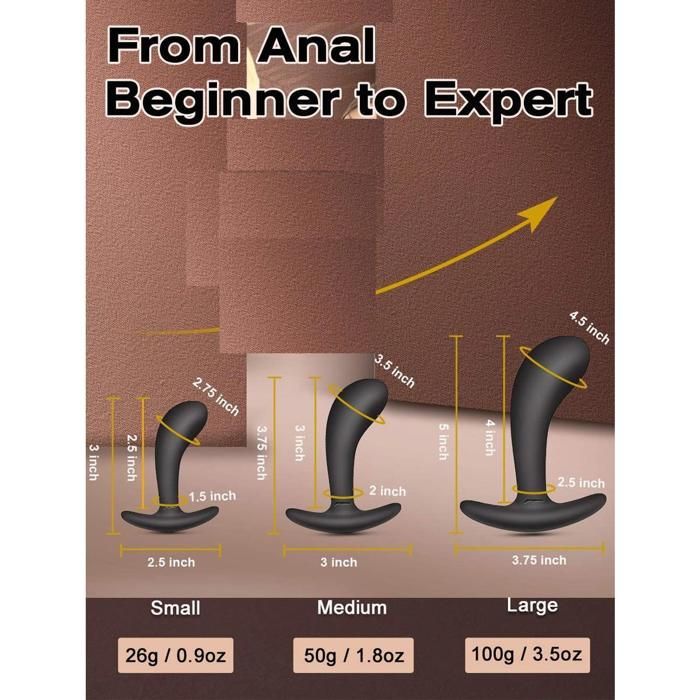 From Anal
Beginner to Expert
4.5 inch
3.5 inch
2.75 inch
3 inch
2.5 inch
1.5 inch
3.75 inch
3 inch
2 inch
5 inch
4 inch
2.5 inch
2.5 inch
3 inch
3.75 inch
Small
Medium
Large
26g / 0.9oz
50g / 1.8oz
100g / 3.5oz